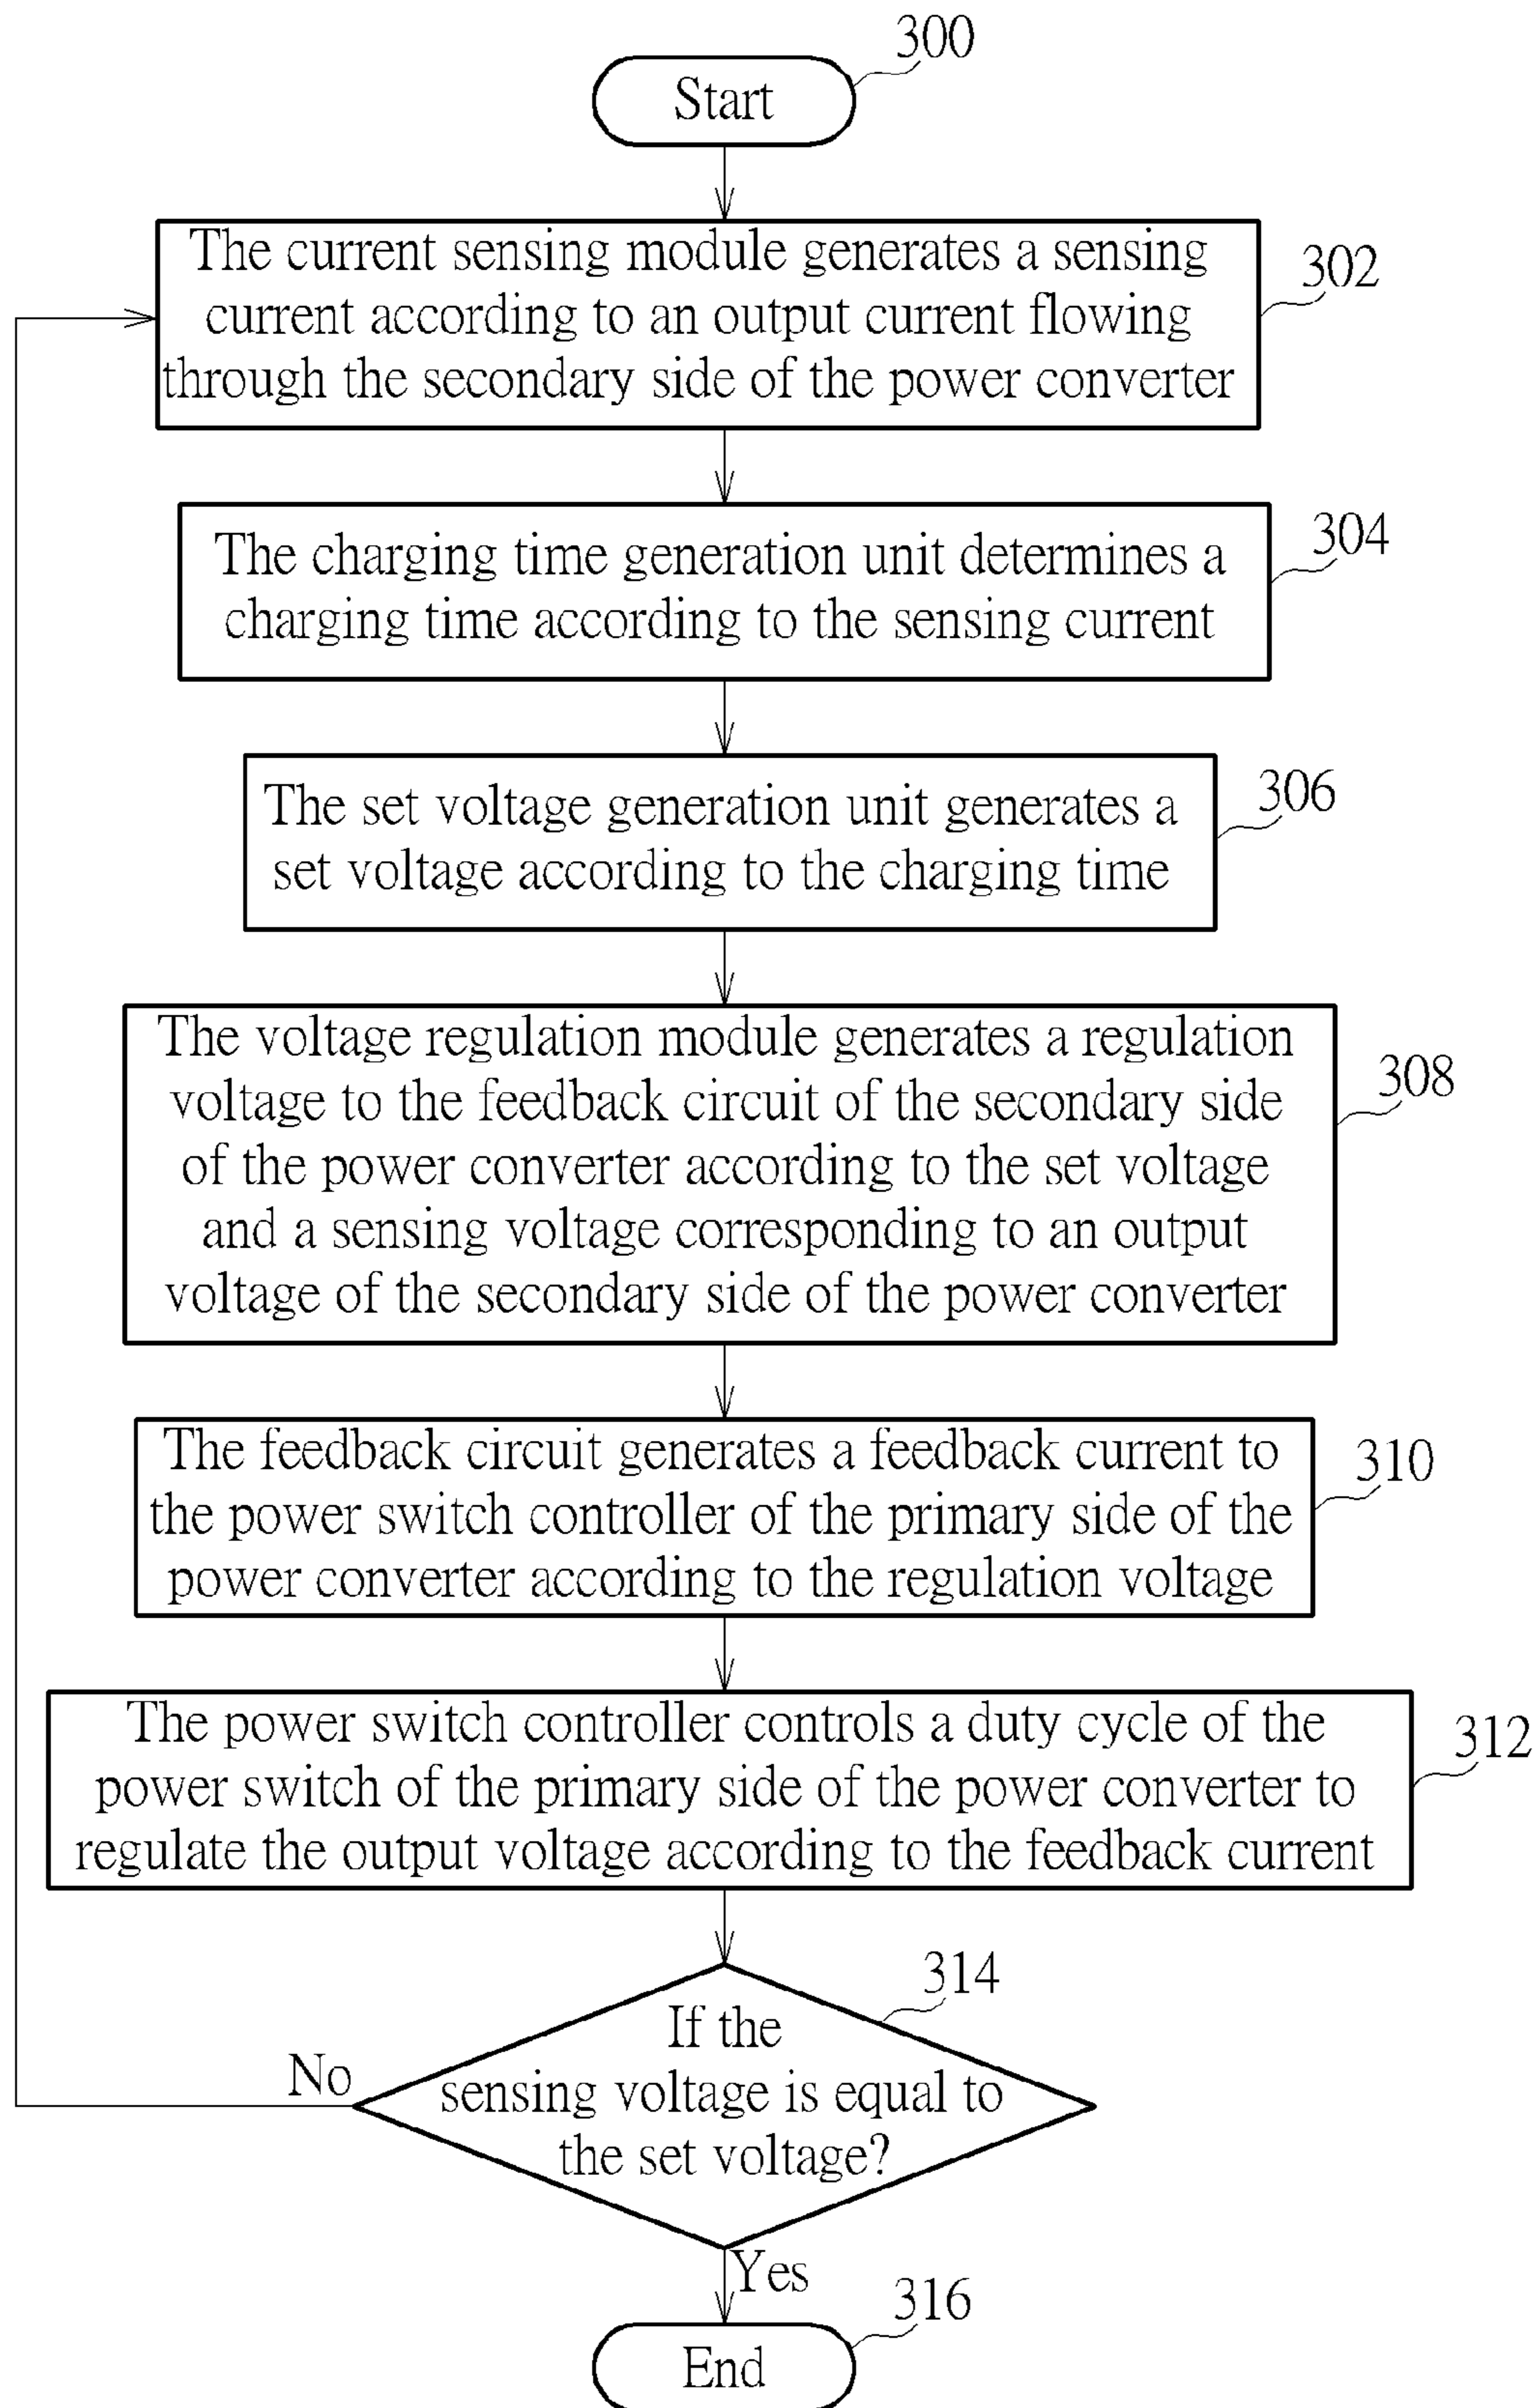 300
Start
302
The current sensing module generates a sensing
current according to an output current flowing
through the secondary side of the power converter
304
The charging time generation unit determines a
charging time according to the sensing current
306
The set voltage generation unit generates a
set voltage according to the charging time
308
The voltage regulation module generates a regulation
voltage to the feedback circuit of the secondary side
of the power converter according to the set voltage
and a sensing voltage corresponding to an output
voltage of the secondary side of the power converter
310
The feedback circuit generates a feedback current to
the power switch controller of the primary side of the
power converter according to the regulation voltage
312
The power switch controller controls a duty cycle of the
power switch of the primary side of the power converter to
regulate the output voltage according to the feedback current
314
If the
sensing voltage is equal to
the set voltage?
No
Yes
316
End